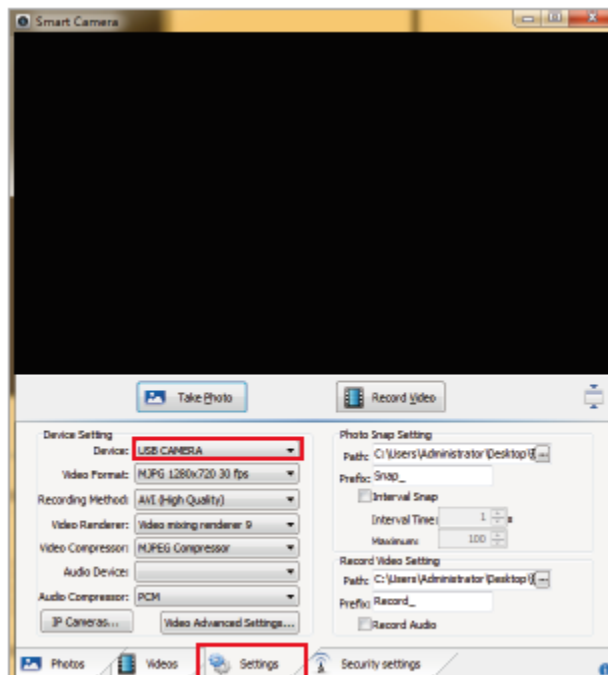 Smart Camera
Take Photo
Record Video
Device Setting
Device: USB CAMERA
Video Format: MJPG 1280x720 30 fps
Recording Method: AVI (High Quality)
Video Renderer: Video mixing renderer 9
Video Compressor: MJPEG Compressor
Audio Device:
Audio Compressor: PCM
IP Cameras...
Video Advanced Settings...
Photo Snap Setting
Path: C:\Users\Administrator\Desktop\
Prefix: Snap_
Interval Snap
Interval Time: 1 s
Maximum: 100
Record Video Setting
Path: C:\Users\Administrator\Desktop\
Prefix: Record_
Record Audio
Photos
Videos
Settings
Security settings